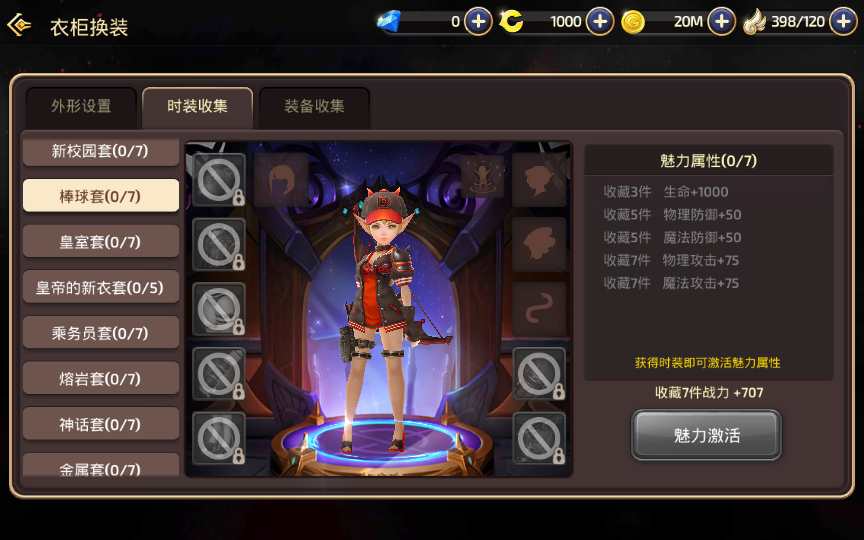 衣柜换装
0
1000
20M
398/120
外形设置
时装收集
装备收集
新校园套(0/7)
棒球套(0/7)
皇室套(0/7)
皇帝的新衣套(0/5)
乘务员套(0/7)
熔岩套(0/7)
神话套(0/7)
金属套(0/7)
魅力属性(0/7)
收藏3件 生命+1000
收藏5件 物理防御+50
收藏5件 魔法防御+50
收藏7件 物理攻击+75
收藏7件 魔法攻击+75
获得时装即可激活魅力属性
收藏7件战力 +707
魅力激活